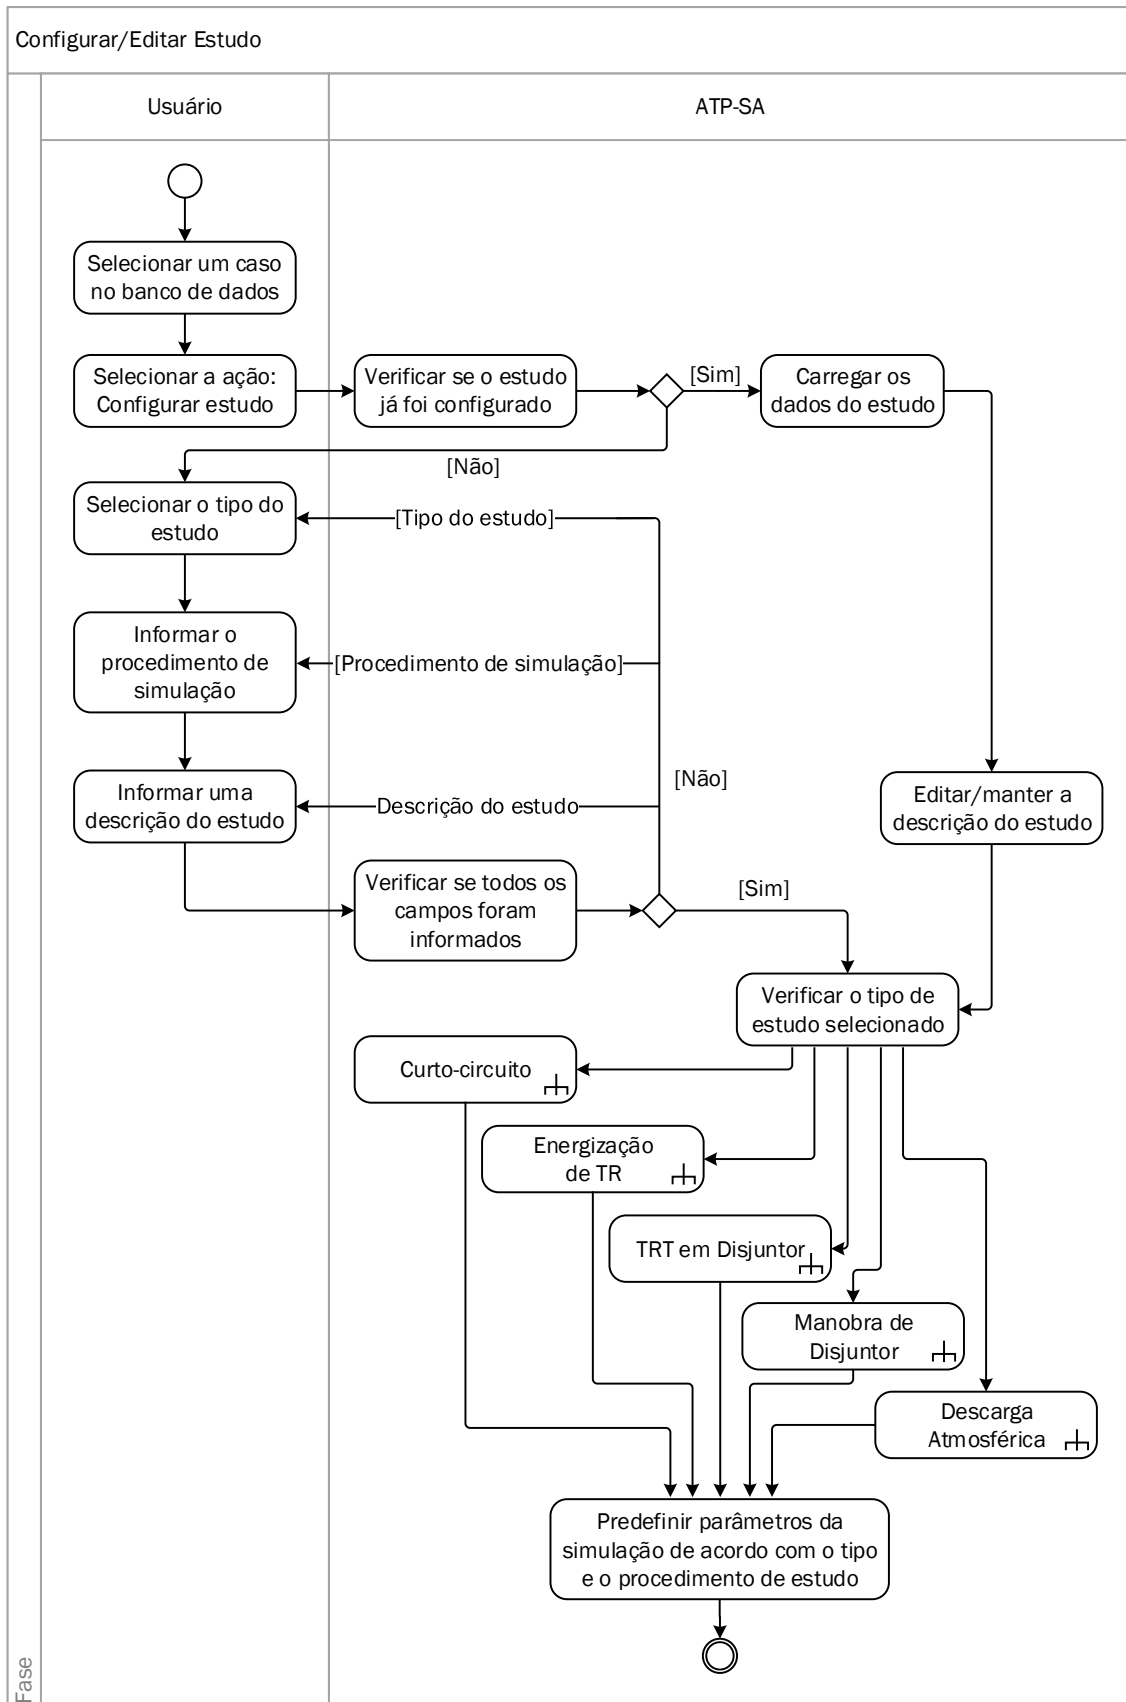 Configurar/Editar Estudo
Usuário
ATP-SA
Selecionar um caso
no banco de dados
Selecionar a ação:
Configurar estudo
Verificar se o estudo
já foi configurado
[Sim]
Carregar os
dados do estudo
[Não]
Selecionar o tipo do
estudo
[Tipo do estudo]
Informar o
procedimento de
simulação
[Procedimento de simulação]
[Não]
Informar uma
descrição do estudo
Descrição do estudo
Editar/manter a
descrição do estudo
Verificar se todos os
campos foram
informados
[Sim]
Verificar o tipo de
estudo selecionado
Curto-circuito
Energização
de TR
TRT em Disjuntor
Manobra de
Disjuntor
Descarga
Atmosférica
Predefinir parâmetros da
simulação de acordo com o tipo
e o procedimento de estudo
Fase